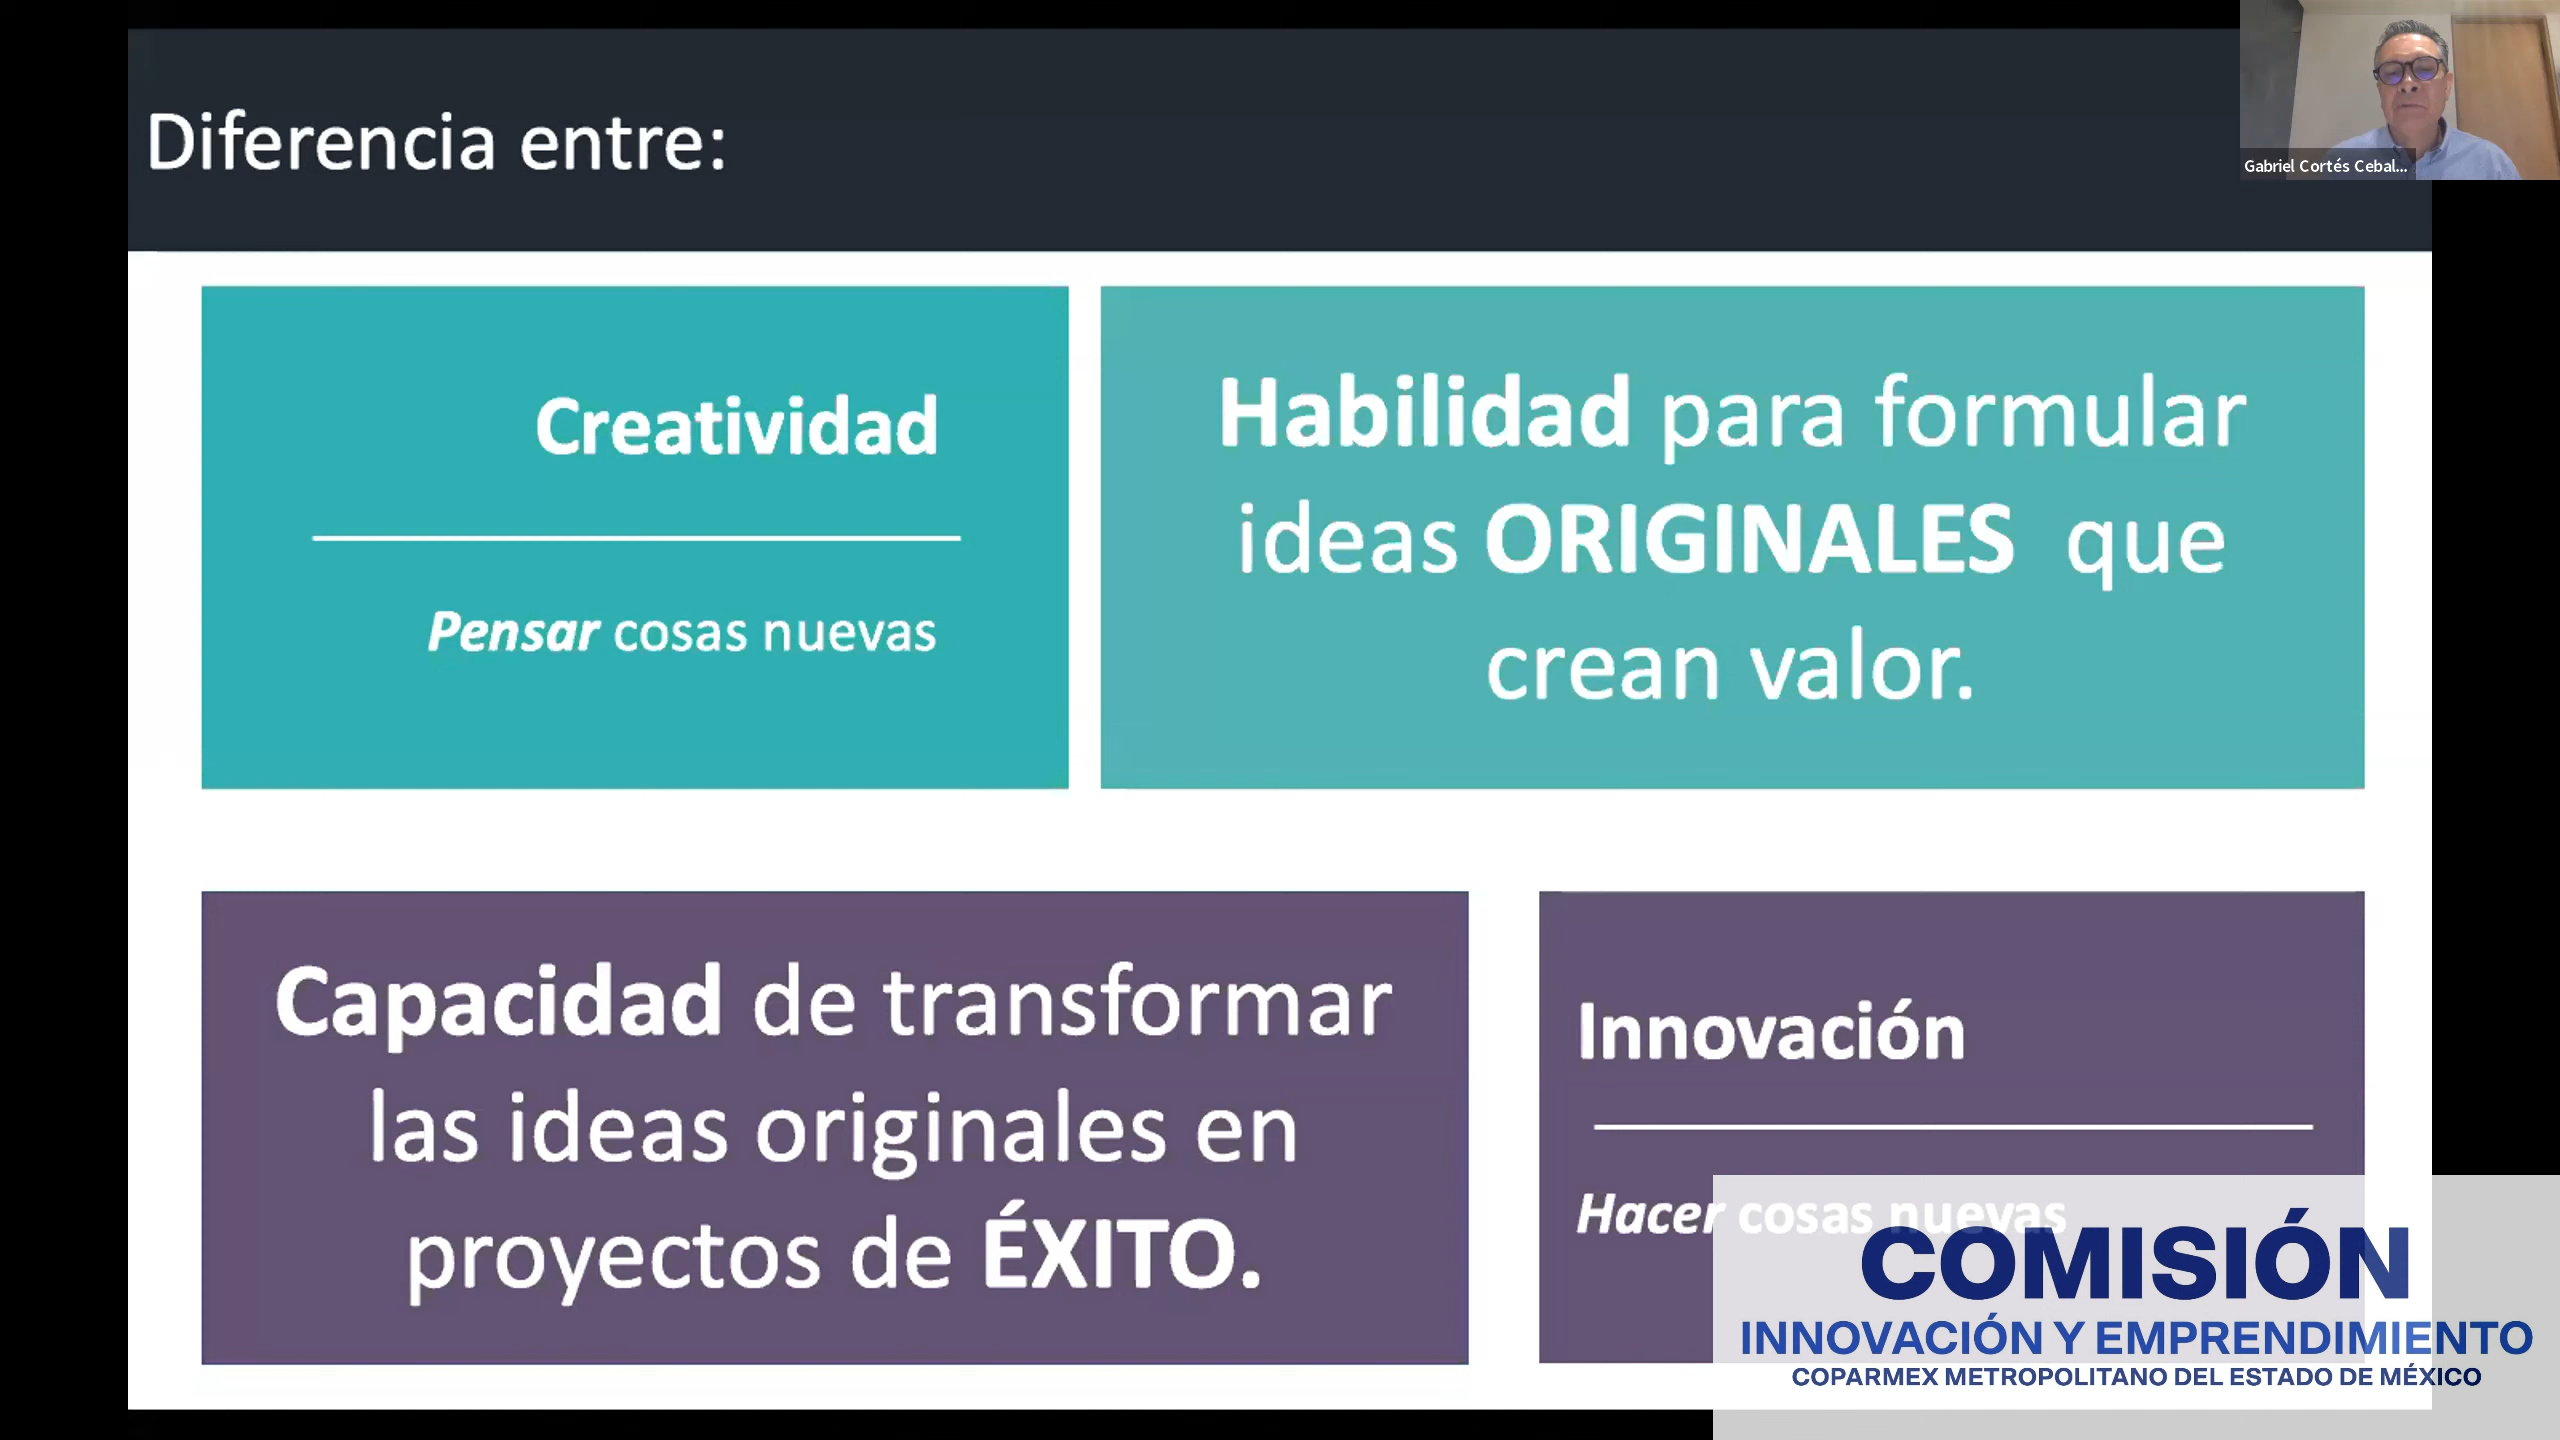 Diferencia entre:
Gabriel Cortés Cebal...
Creatividad
Pensar cosas nuevas
Habilidad para formular
ideas ORIGINALES que
crean valor.
Capacidad de transformar
las ideas originales en
proyectos de ÉXITO.
Innovación
Hacer cosas nuevas
COMISIÓN
INNOVACIÓN Y EMPRENDIMIENTO
COPARMEX METROPOLITANO DEL ESTADO DE MÉXICO